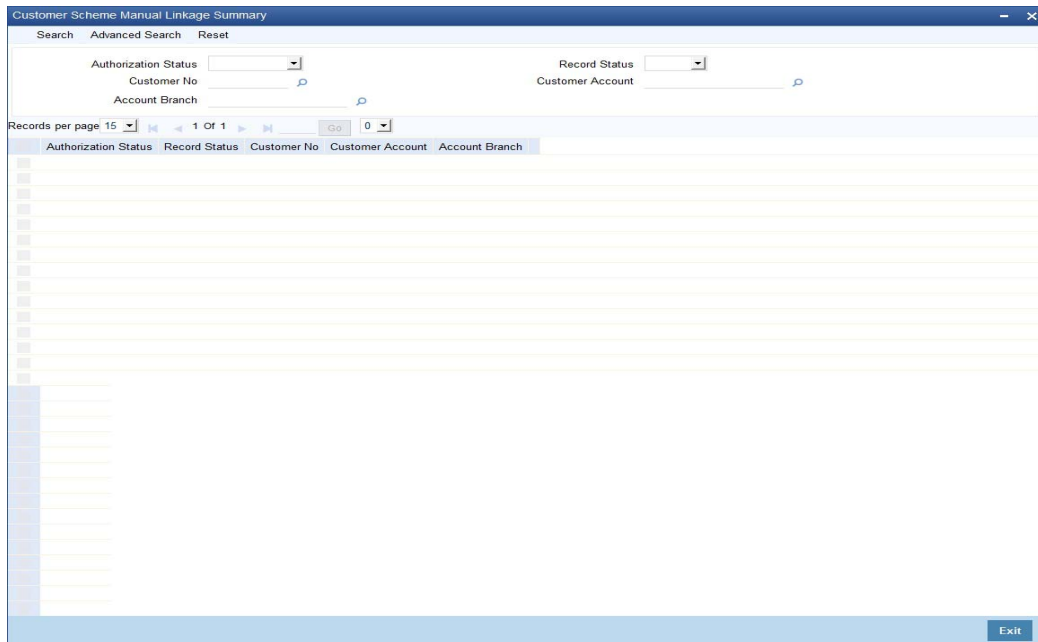 Customer Scheme Manual Linkage Summary
Search Advanced Search Reset
Authorization Status Record Status
Customer No Customer Account
Account Branch
Records per page 15 1 Of 1 Go 0
Authorization Status Record Status Customer No Customer Account Account Branch
Exit